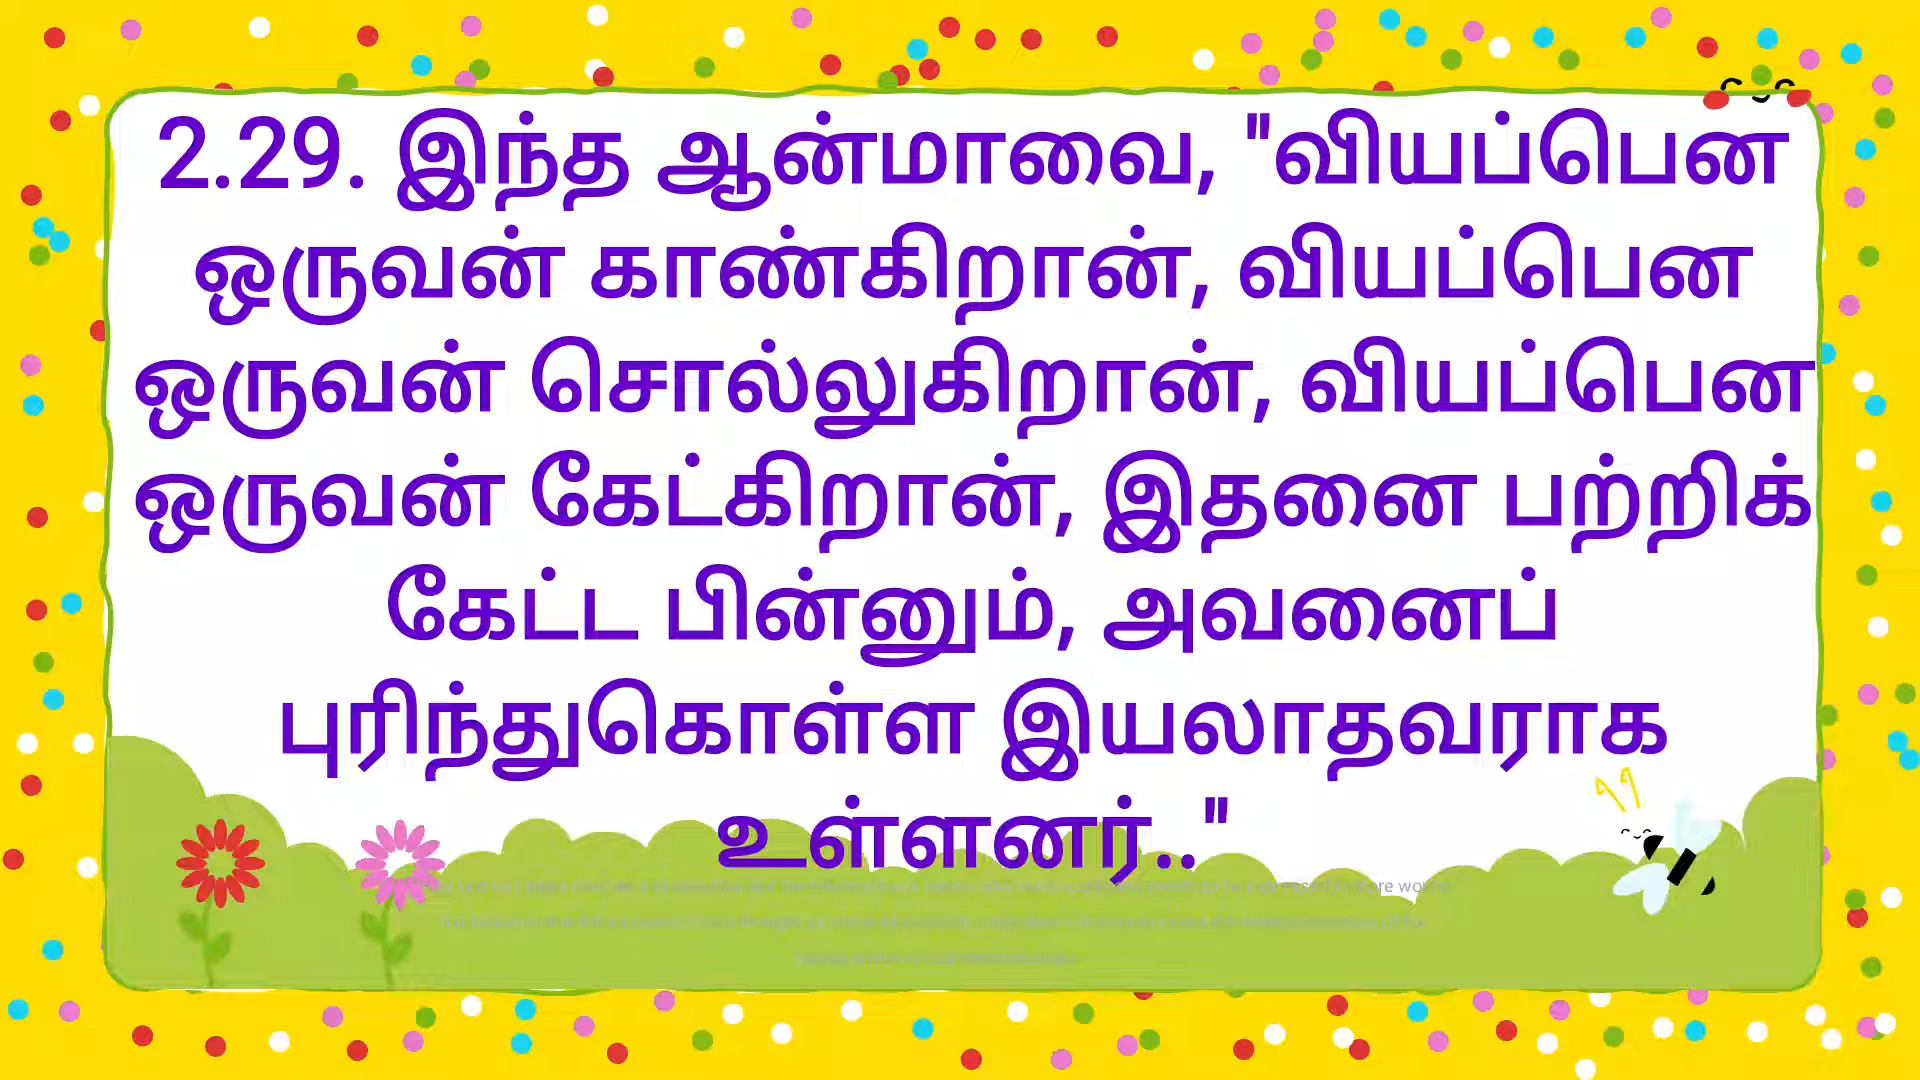 2.29. இந்த ஆன்மாவை, "வியப்பென
ஒருவன் காண்கிறான், வியப்பென
ஒருவன் சொல்லுகிறான், வியப்பென
ஒருவன் கேட்கிறான், இதனை பற்றிக்
கேட்ட பின்னும், அவனைப்
புரிந்துகொள்ள இயலாதவராக
உள்ளனர்.."